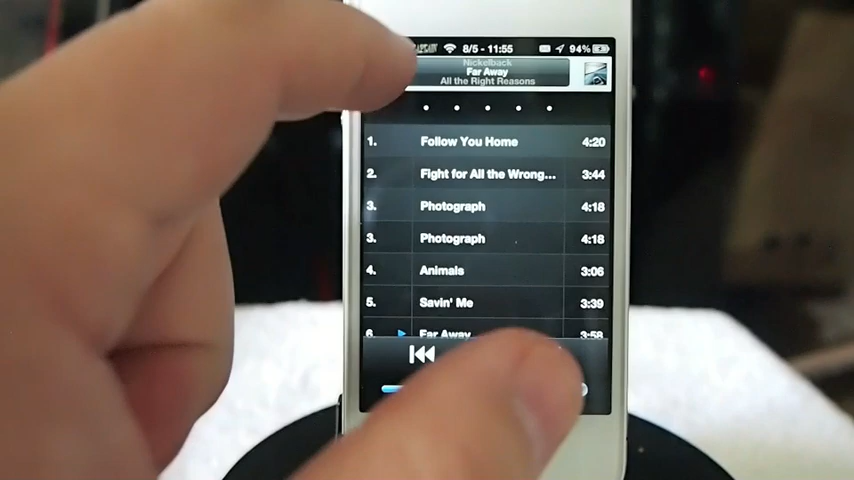 8/5 - 11:55 94%
Nickelback
Far Away
All the Right Reasons
1. Follow You Home 4:20
2. Fight for All the Wrong... 3:44
3. Photograph 4:18
3. Photograph 4:18
4. Animals 3:06
5. Savin' Me 3:39
6. Far Away 3:58